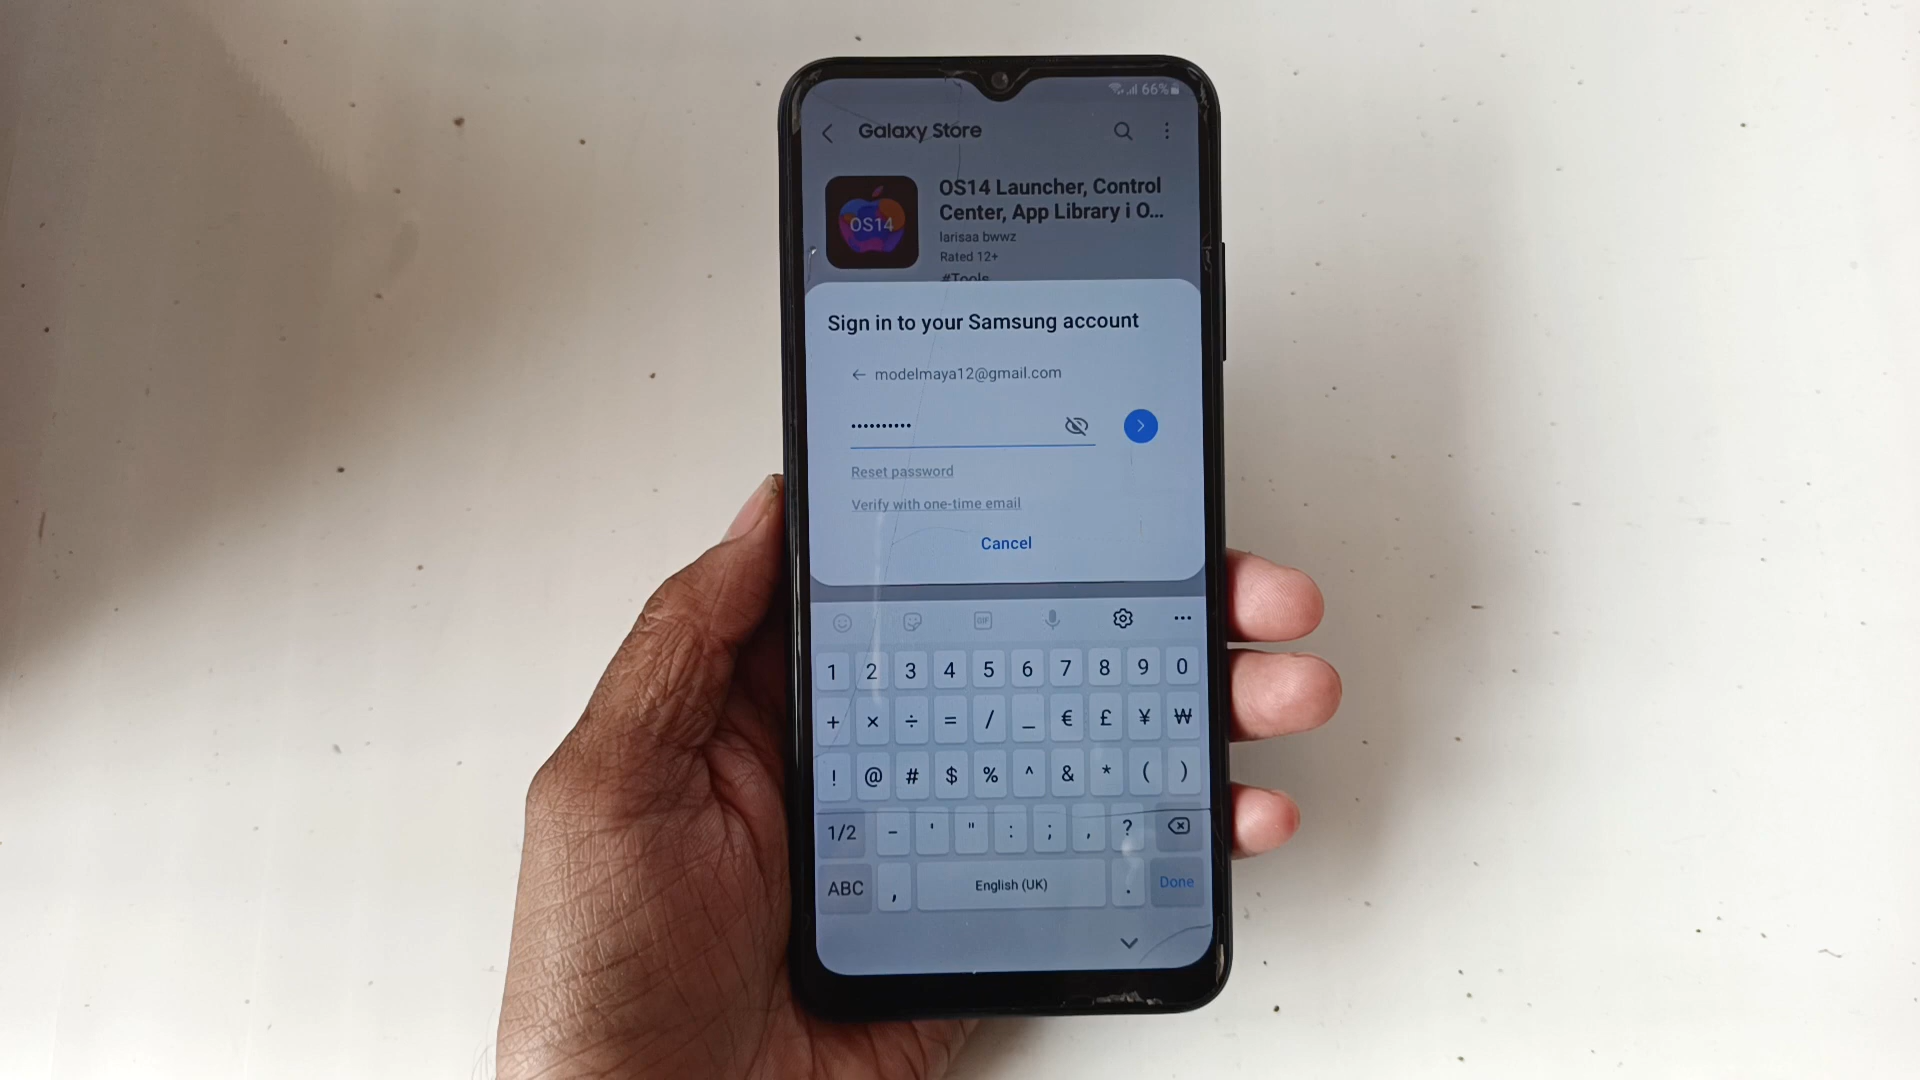 66%
Galaxy Store
OS14
OS14 Launcher, Control
Center, App Library i O...
larisaa bwwz
Rated 12+
#Tools
Sign in to your Samsung account
modelmaya12@gmail.com
••••••••••
Reset password
Verify with one-time email
Cancel
GIF
1 2 3 4 5 6 7 8 9 0
+ × ÷ = / _ € £ ¥ ₩
! @ # $ % ^ & * ( )
1/2 - ' " : ; , ?
ABC , English (UK) . Done